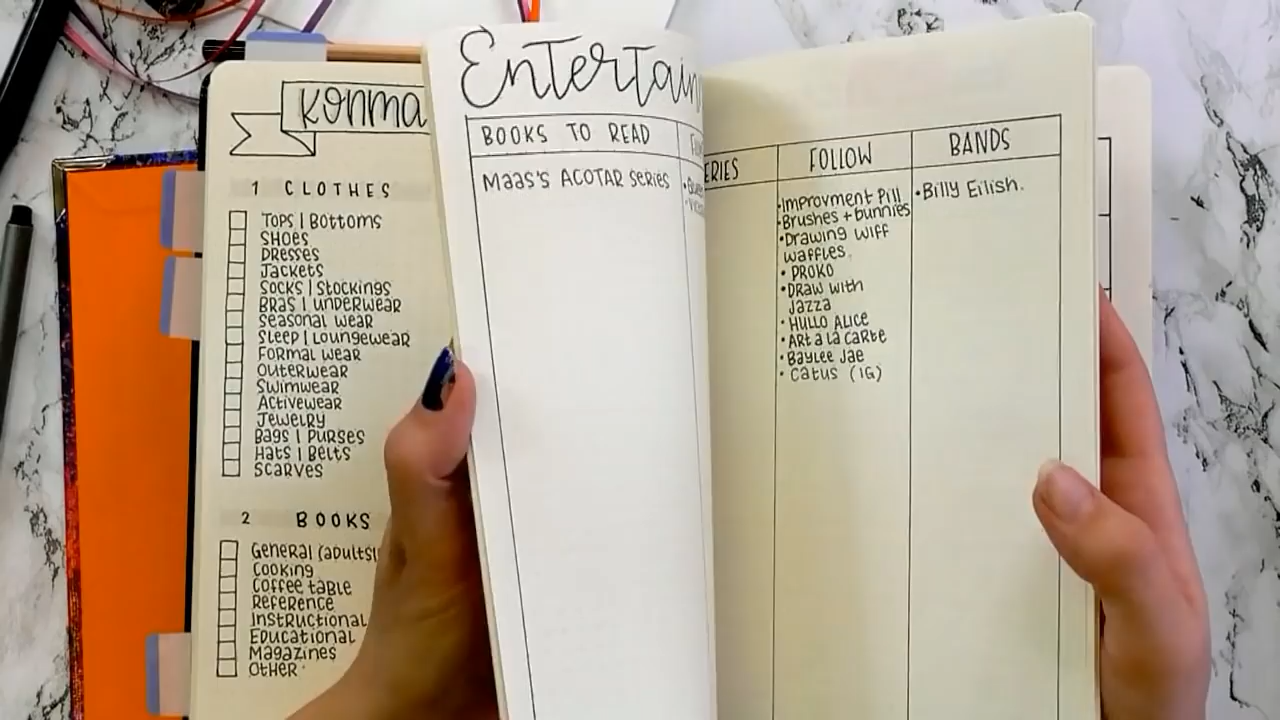 KonMa
1 CLOTHES
Tops | Bottoms
SHoes
Dresses
Jackets
Socks | Stockings
Bras | underwear
seasonal wear
Sleep | Loungewear
Formal wear
Outerwear
Swimwear
Activewear
Jewelry
Bags | Purses
Hats | Belts
Scarves
2 BOOKS
General (adults
Cooking
Coffee table
Reference
Instructional
Educational
Magazines
Other
Entertain
BOOKS TO READ
Maas's ACOTAR series
ERIES
FOLLOW
BANDS
•Improvment Pill
•Brushes + bunnies
•Drawing wiff
waffles.
• PROKO
•Draw with
Jazza
• Hullo Alice
•Art a la carte
• Baylee Jae
• Catus (IG)
•Billy Eilish.